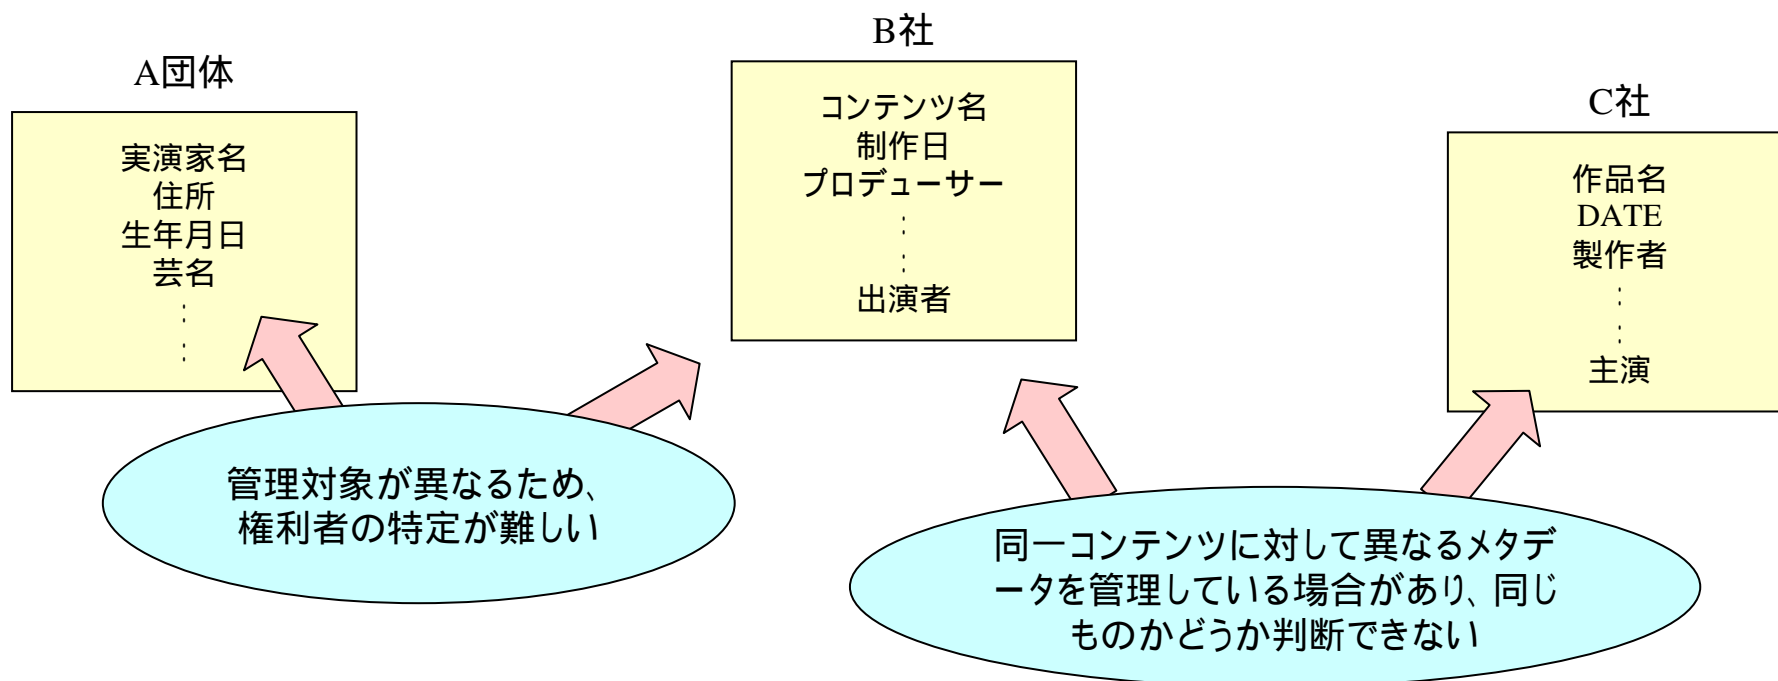 A団体
実演家名
住所
生年月日
芸名
B社
コンテンツ名
制作日
プロデューサー
出演者
C社
作品名
DATE
製作者
主演
管理対象が異なるため、
権利者の特定が難しい
同一コンテンツに対して異なるメタデ
ータを管理している場合があり、同じ
ものかどうか判断できない